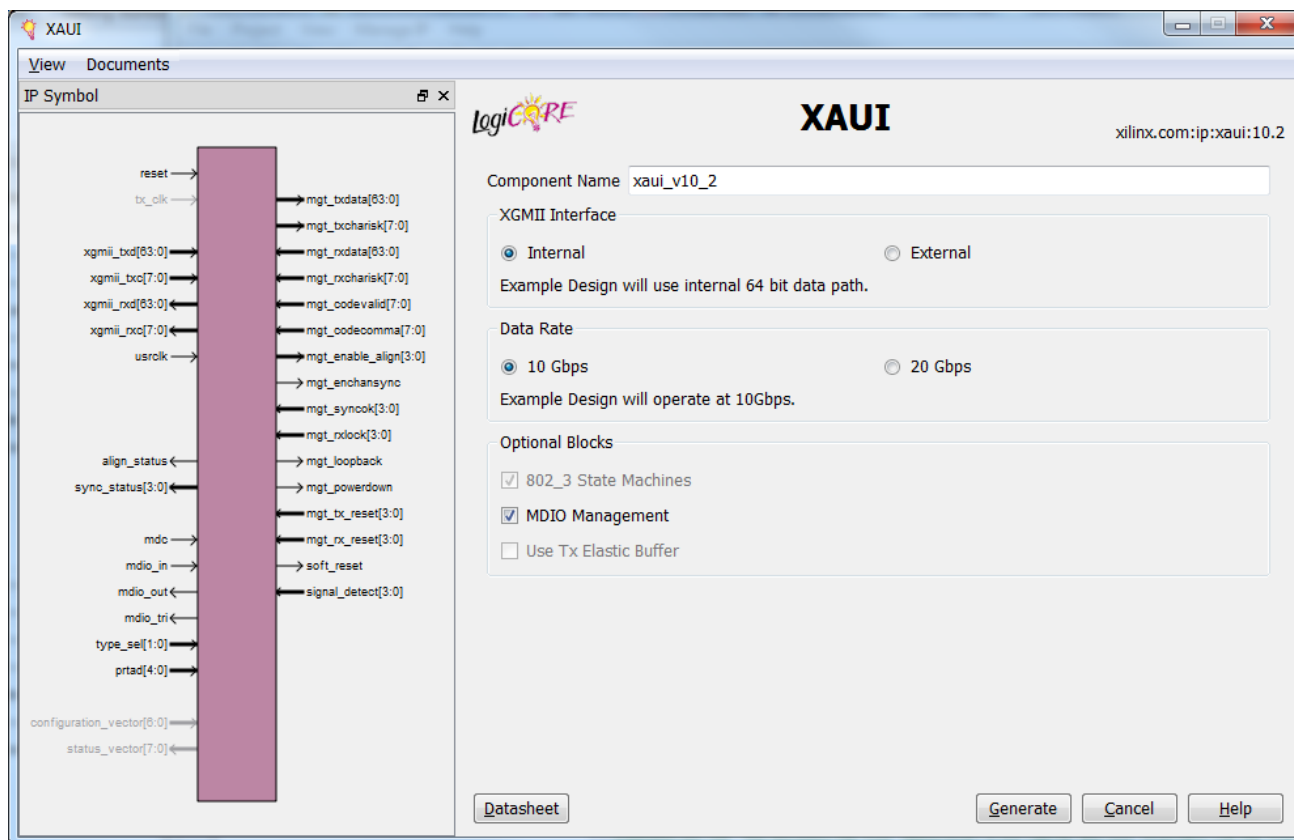 XAUI
View Documents
IP Symbol
reset
tx_clk
xgmii_txd[63:0]
xgmii_txc[7:0]
xgmii_rxd[63:0]
xgmii_rxc[7:0]
usrclk
align_status
sync_status[3:0]
mdc
mdio_in
mdio_out
mdio_tri
type_sel[1:0]
prtad[4:0]
configuration_vector[6:0]
status_vector[7:0]
mgt_txdata[63:0]
mgt_txcharisk[7:0]
mgt_rxdata[63:0]
mgt_rxcharisk[7:0]
mgt_codevalid[7:0]
mgt_codecomma[7:0]
mgt_enable_align[3:0]
mgt_enchansync
mgt_syncok[3:0]
mgt_rxlock[3:0]
mgt_loopback
mgt_powerdown
mgt_tx_reset[3:0]
mgt_rx_reset[3:0]
soft_reset
signal_detect[3:0]
LogiCORE
XAUI
xilinx.com:ip:xaui:10.2
Component Name xaui_v10_2
XGMII Interface
Internal External
Example Design will use internal 64 bit data path.
Data Rate
10 Gbps 20 Gbps
Example Design will operate at 10Gbps.
Optional Blocks
802_3 State Machines
MDIO Management
Use Tx Elastic Buffer
Datasheet Generate Cancel Help